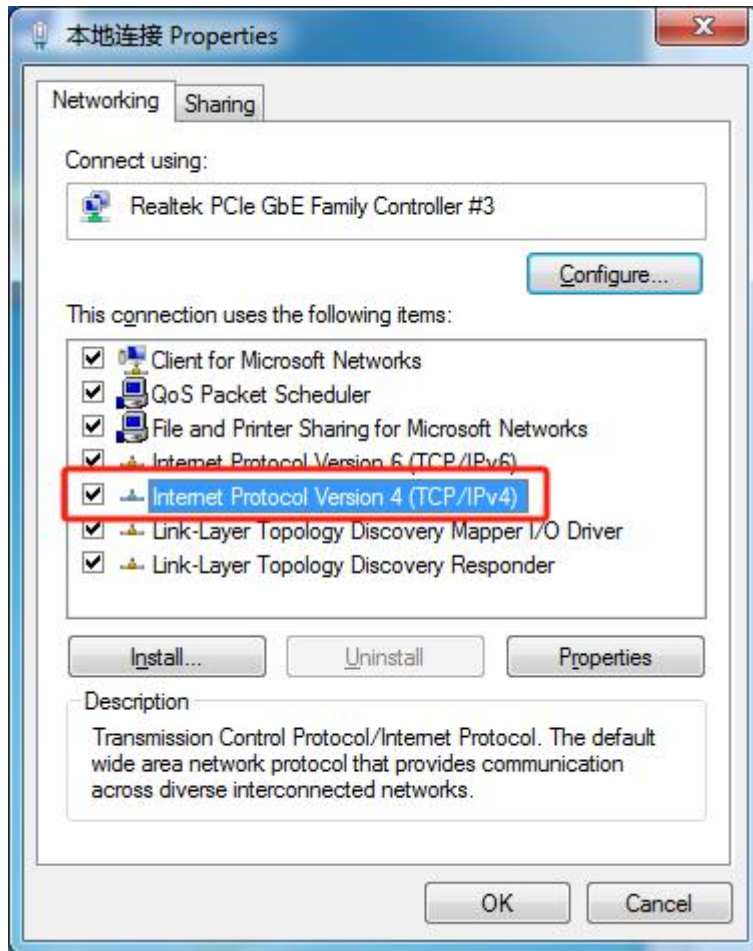 本地连接 Properties
Networking
Sharing
Connect using:
Realtek PCIe GbE Family Controller #3
Configure...
This connection uses the following items:
Client for Microsoft Networks
QoS Packet Scheduler
File and Printer Sharing for Microsoft Networks
Internet Protocol Version 6 (TCP/IPv6)
Internet Protocol Version 4 (TCP/IPv4)
Link-Layer Topology Discovery Mapper I/O Driver
Link-Layer Topology Discovery Responder
Install...
Uninstall
Properties
Description
Transmission Control Protocol/Internet Protocol. The default
wide area network protocol that provides communication
across diverse interconnected networks.
OK
Cancel